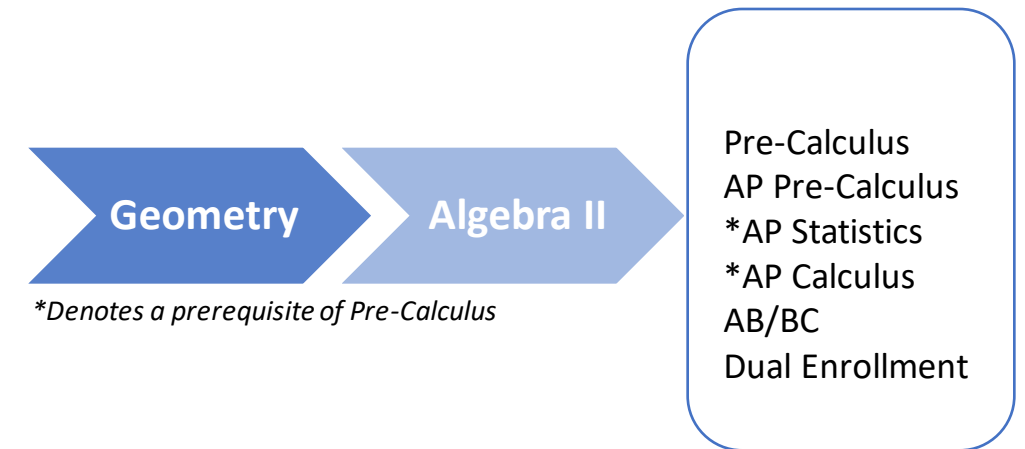 Geometry
Algebra II
*Denotes a prerequisite of Pre-Calculus
Pre-Calculus
AP Pre-Calculus
*AP Statistics
*AP Calculus
AB/BC
Dual Enrollment